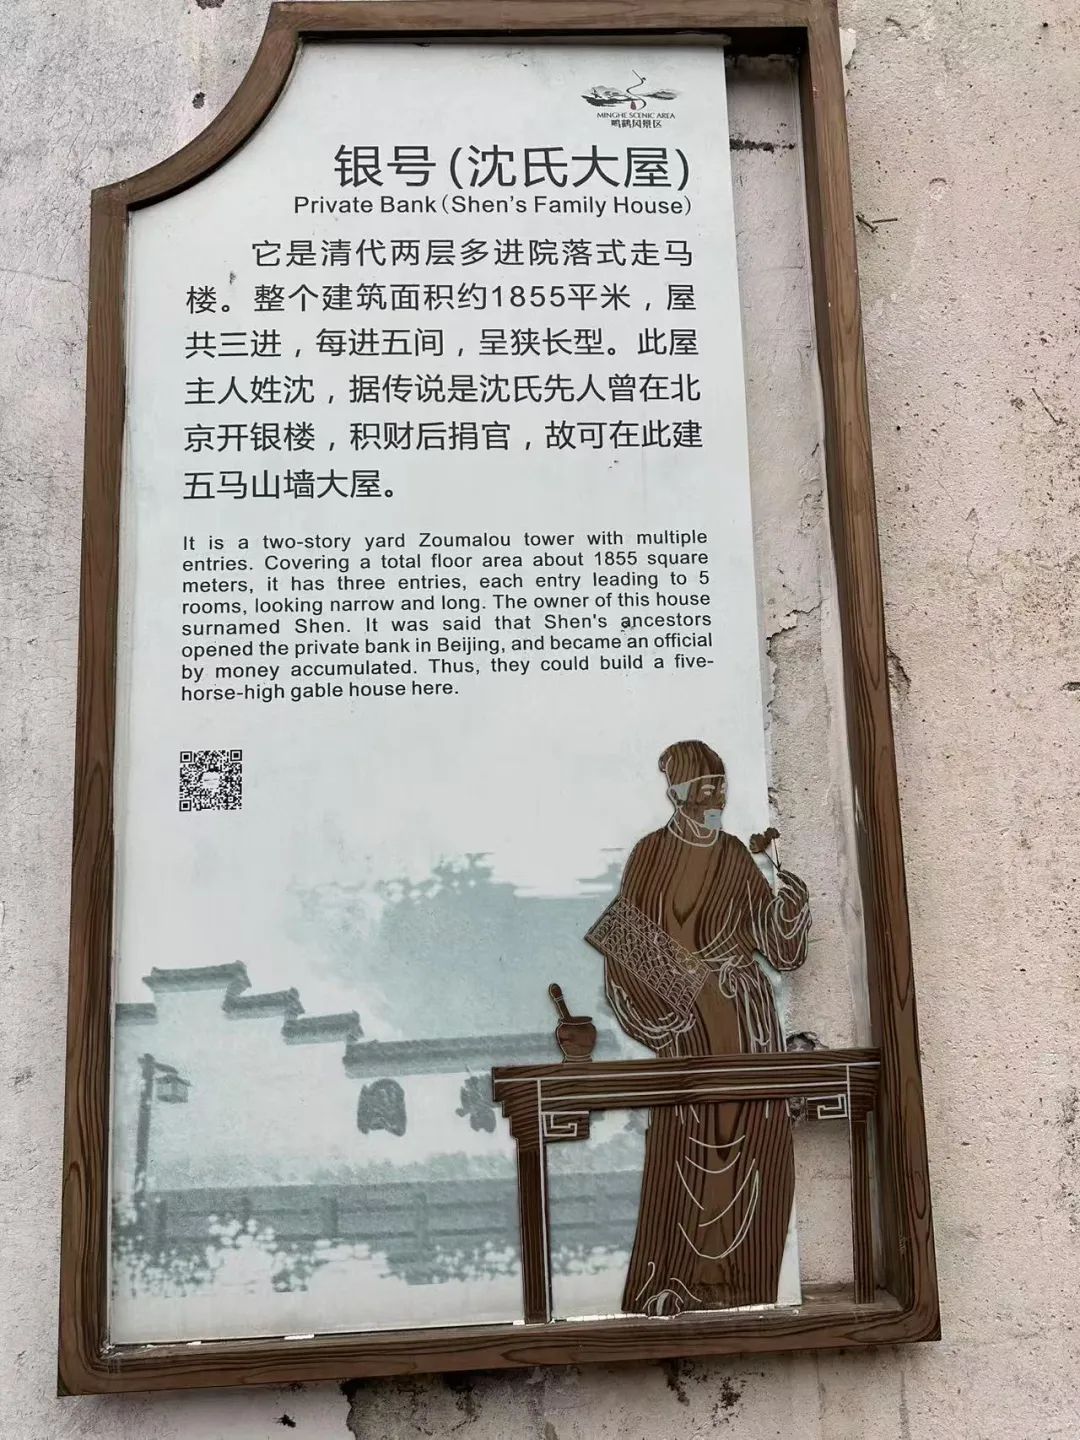 MINGHE SCENIC AREA
鸣鹤风景区
银号(沈氏大屋)
Private Bank(Shen's Family House)
它是清代两层多进院落式走马
楼。整个建筑面积约1855平米，屋
共三进，每进五间，呈狭长型。此屋
主人姓沈，据传说是沈氏先人曾在北
京开银楼，积财后捐官，故可在此建
五马山墙大屋。
It is a two-story yard Zoumalou tower with multiple
entries. Covering a total floor area about 1855 square
meters, it has three entries, each entry leading to 5
rooms, looking narrow and long. The owner of this house
surnamed Shen. It was said that Shen's ancestors
opened the private bank in Beijing, and became an official
by money accumulated. Thus, they could build a five-
horse-high gable house here.